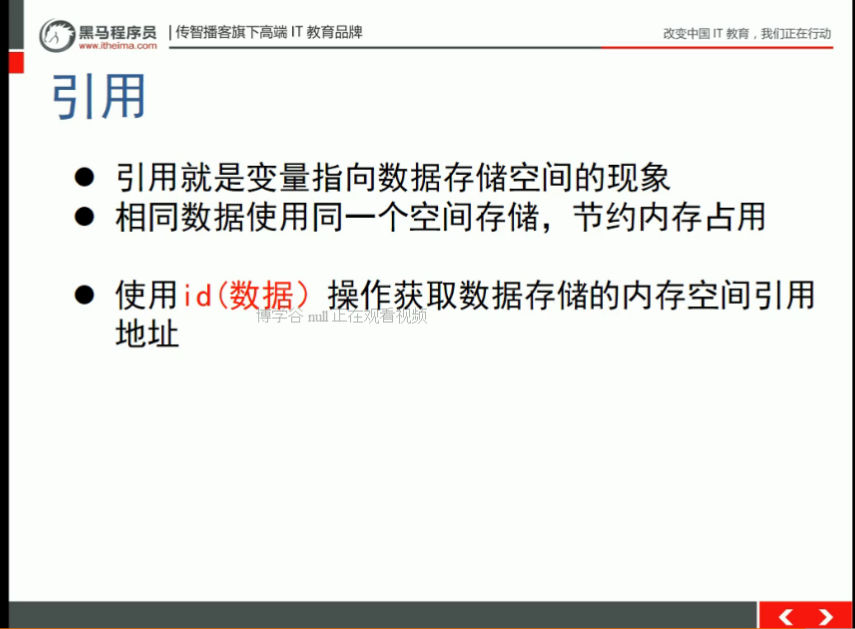 黑马程序员 | 传智播客旗下高端 IT 教育品牌
www.itheima.com
改变中国 IT 教育，我们正在行动
引用
● 引用就是变量指向数据存储空间的现象
● 相同数据使用同一个空间存储，节约内存占用
● 使用id(数据）操作获取数据存储的内存空间引用
地址
博学谷 null 正在观看视频